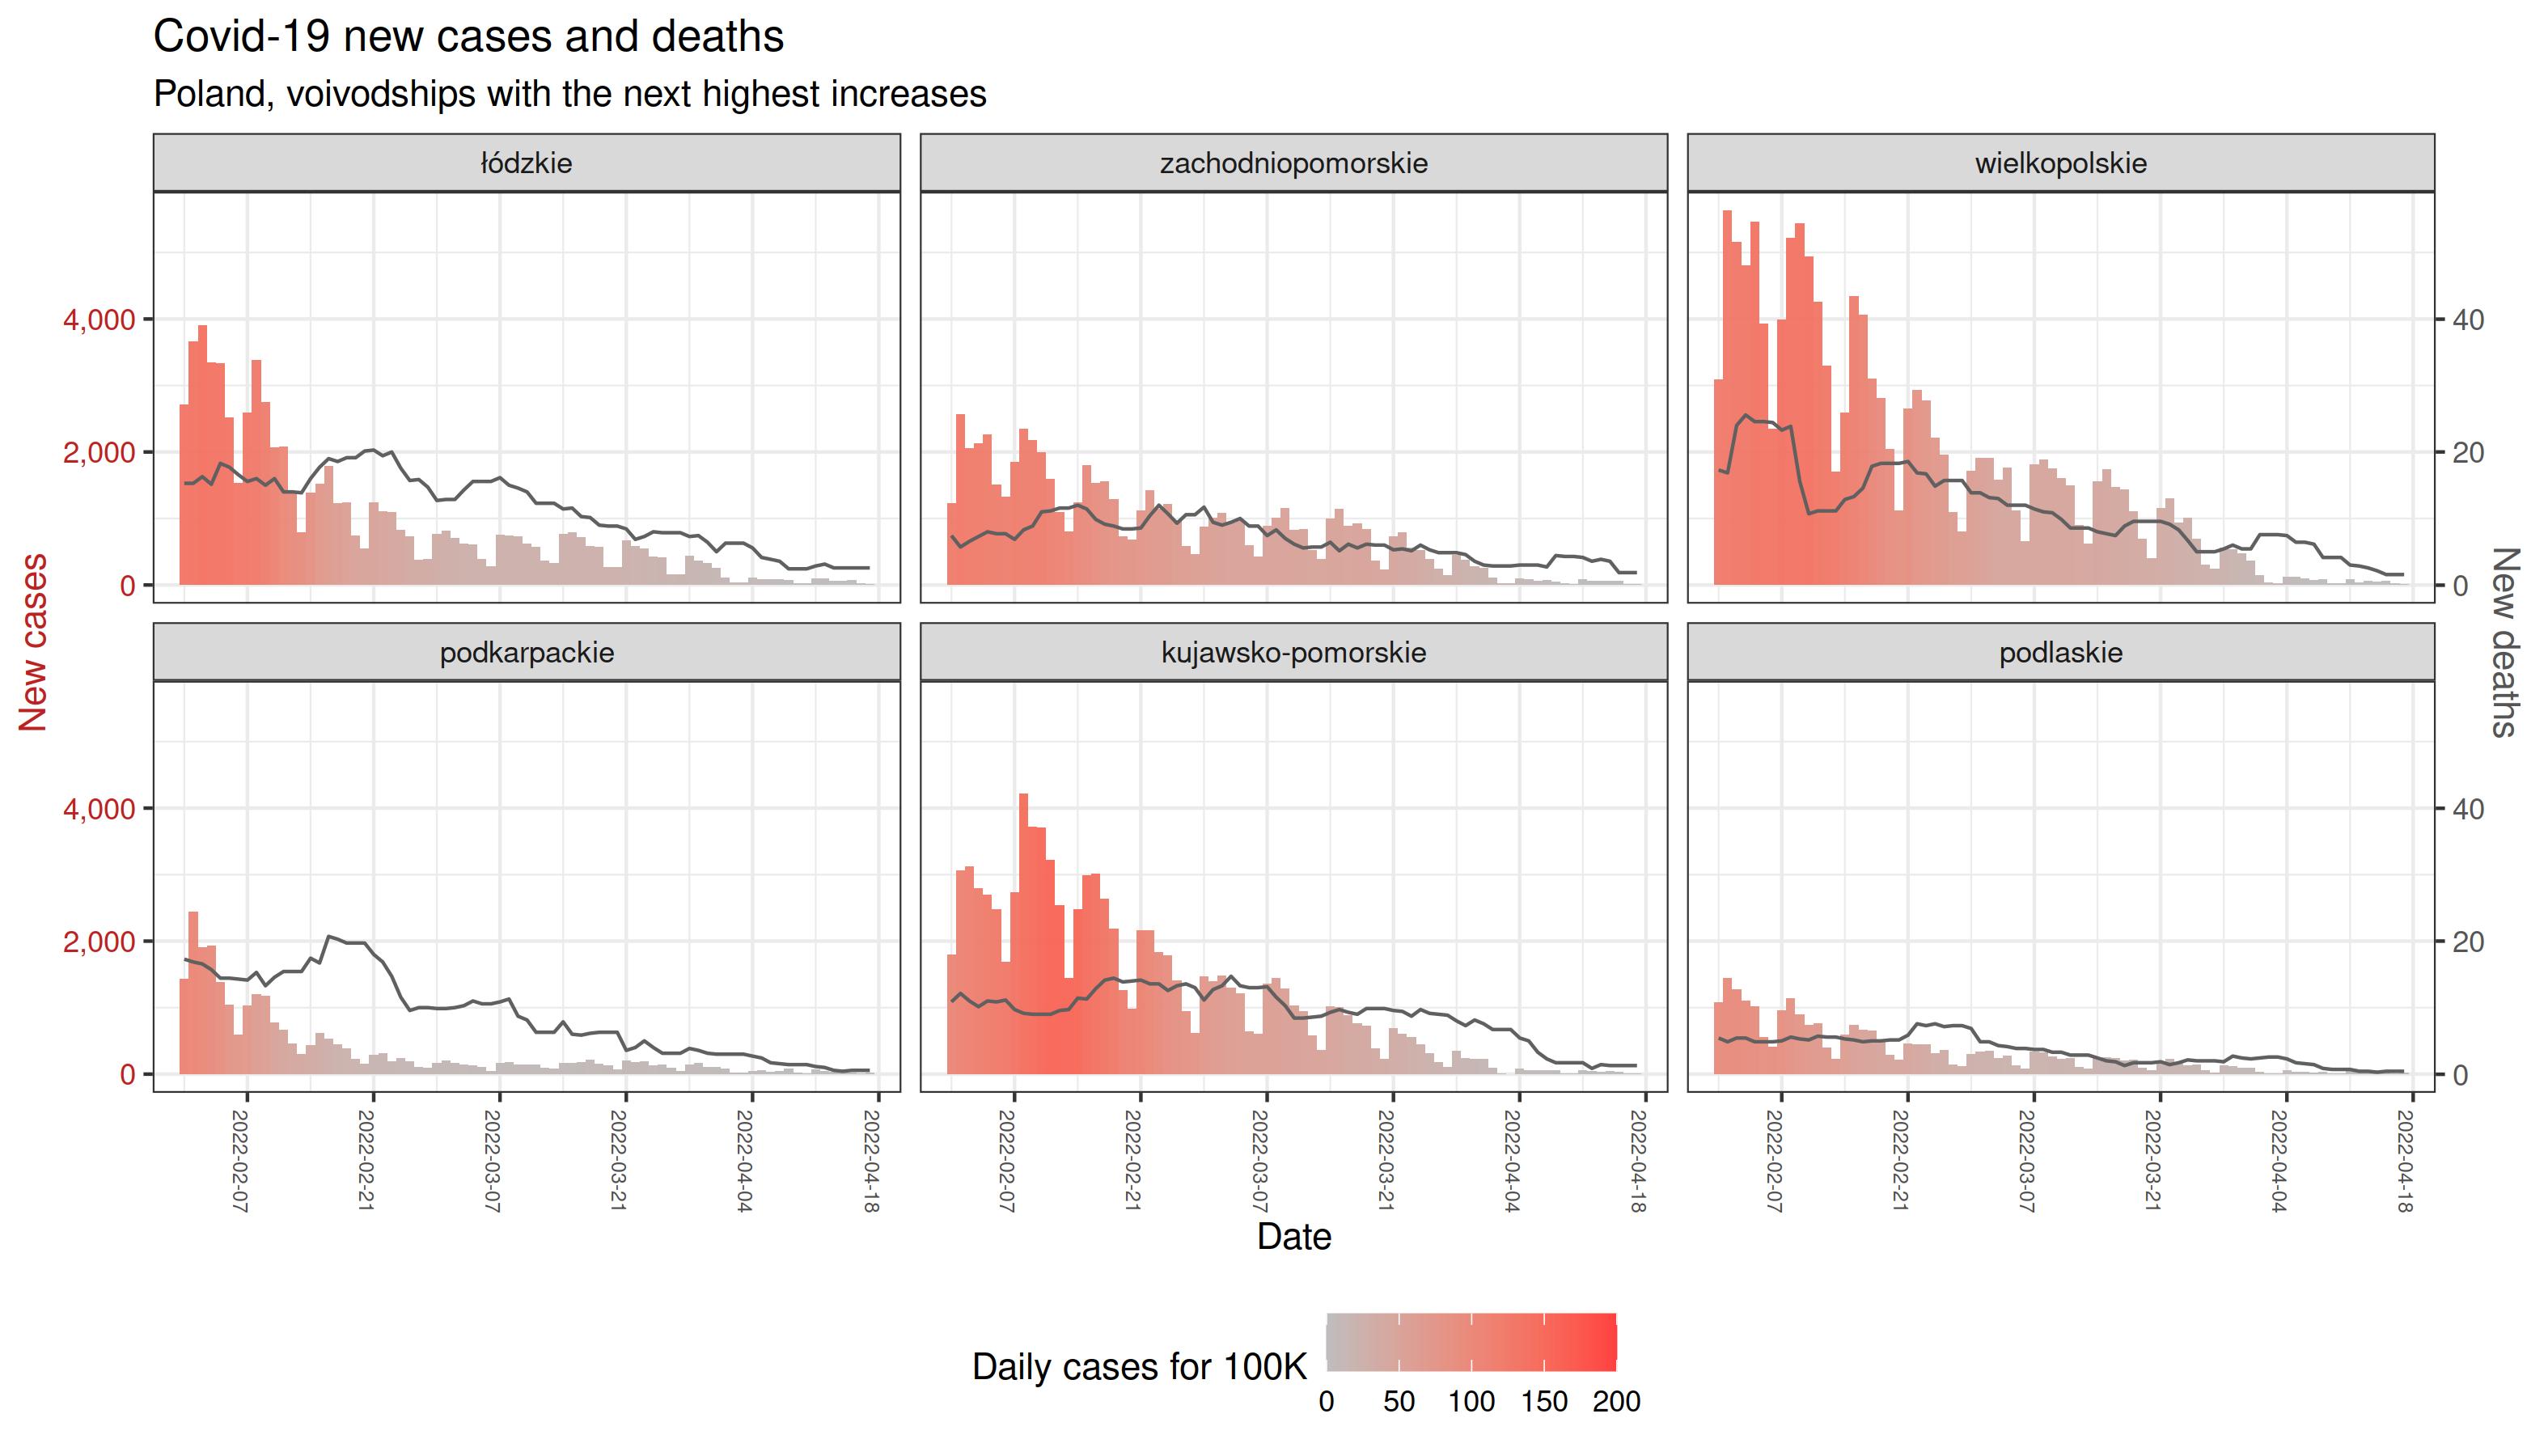 Covid-19 new cases and deaths
Poland, voivodships with the next highest increases
łódzkie
zachodniopomorskie
wielkopolskie
4,000
2,000
0
40
20
0
New cases
New deaths
podkarpackie
kujawsko-pomorskie
podlaskie
4,000
2,000
0
40
20
0
2022-02-07
2022-02-21
2022-03-07
2022-03-21
2022-04-04
2022-04-18
2022-02-07
2022-02-21
2022-03-07
2022-03-21
2022-04-04
2022-04-18
2022-02-07
2022-02-21
2022-03-07
2022-03-21
2022-04-04
2022-04-18
Date
Daily cases for 100K
0 50 100 150 200